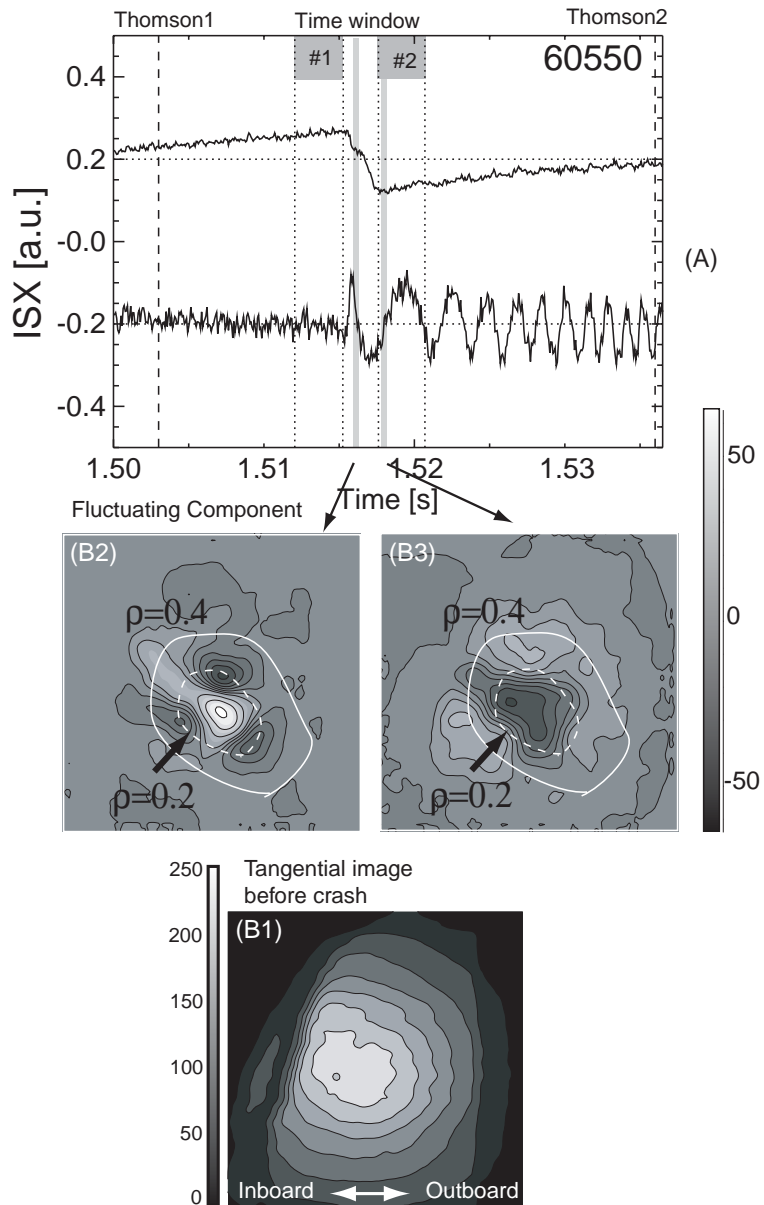 Thomson1 Time window Thomson2
#1 #2 60550
0.4
0.2
-0.0
-0.2
-0.4
ISX [a.u.]
(A)
1.50 1.51 1.52 1.53
Time [s]
Fluctuating Component
(B2) (B3)
ρ=0.4 ρ=0.4
ρ=0.2 ρ=0.2
50
0
-50
Tangential image
before crash
(B1)
250
200
150
100
50
0
Inboard Outboard